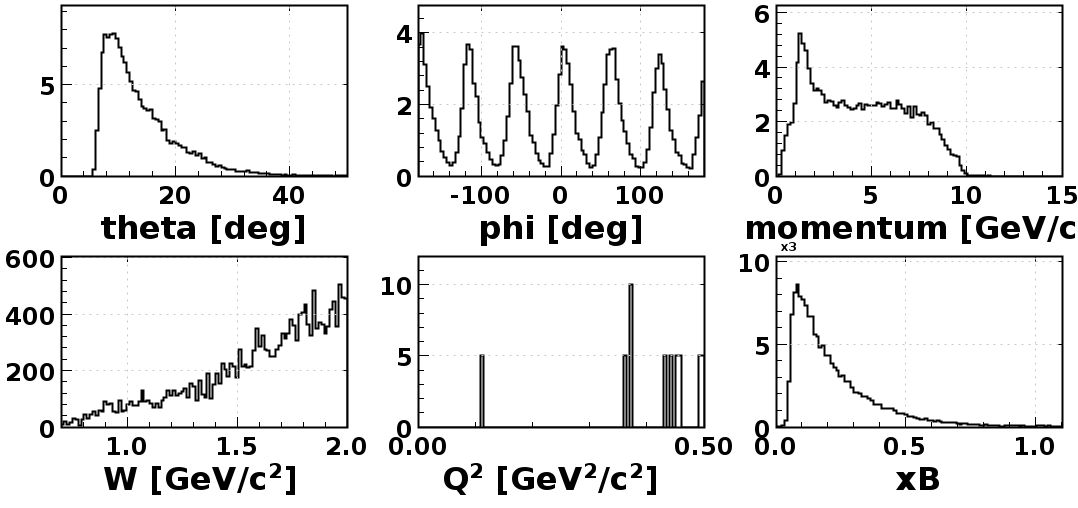 5
0
0 20 40
theta [deg]
4
2
0
-100 0 100
phi [deg]
6
4
2
0
0 5 10 15
momentum [GeV/c
600
400
200
0
1.0 1.5 2.0
W [GeV/c²]
10
5
0
0.00 0.50
Q² [GeV²/c²]
x3
10
5
0
0.0 0.5 1.0
xB